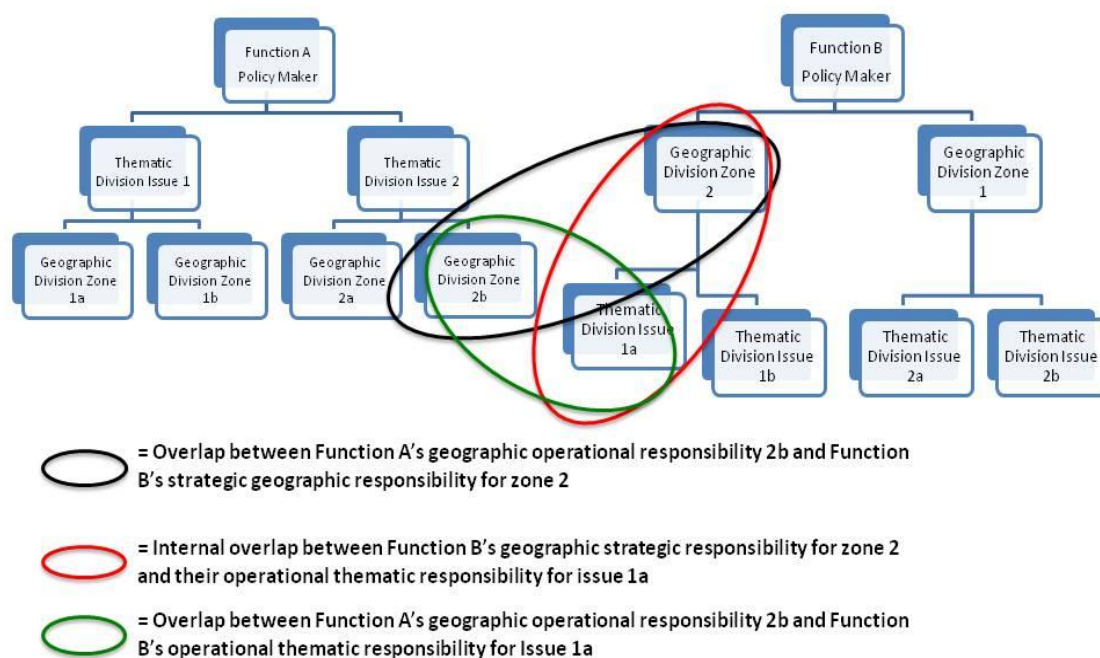 Function A
Policy Maker
Function B
Policy Maker
Thematic
Division Issue 1
Thematic
Division Issue 2
Geographic
Division Zone
2
Geographic
Division Zone
1
Geographic
Division Zone
1a
Geographic
Division Zone
1b
Geographic
Division Zone
2a
Geographic
Division Zone
2b
Thematic
Division Issue
1a
Thematic
Division Issue
1b
Thematic
Division Issue
2a
Thematic
Division Issue
2b
= Overlap between Function A's geographic operational responsibility 2b and Function
B's strategic geographic responsibility for zone 2
= Internal overlap between Function B's geographic strategic responsibility for zone 2
and their operational thematic responsibility for issue 1a
= Overlap between Function A's geographic operational responsibility 2b and Function
B's operational thematic responsibility for Issue 1a